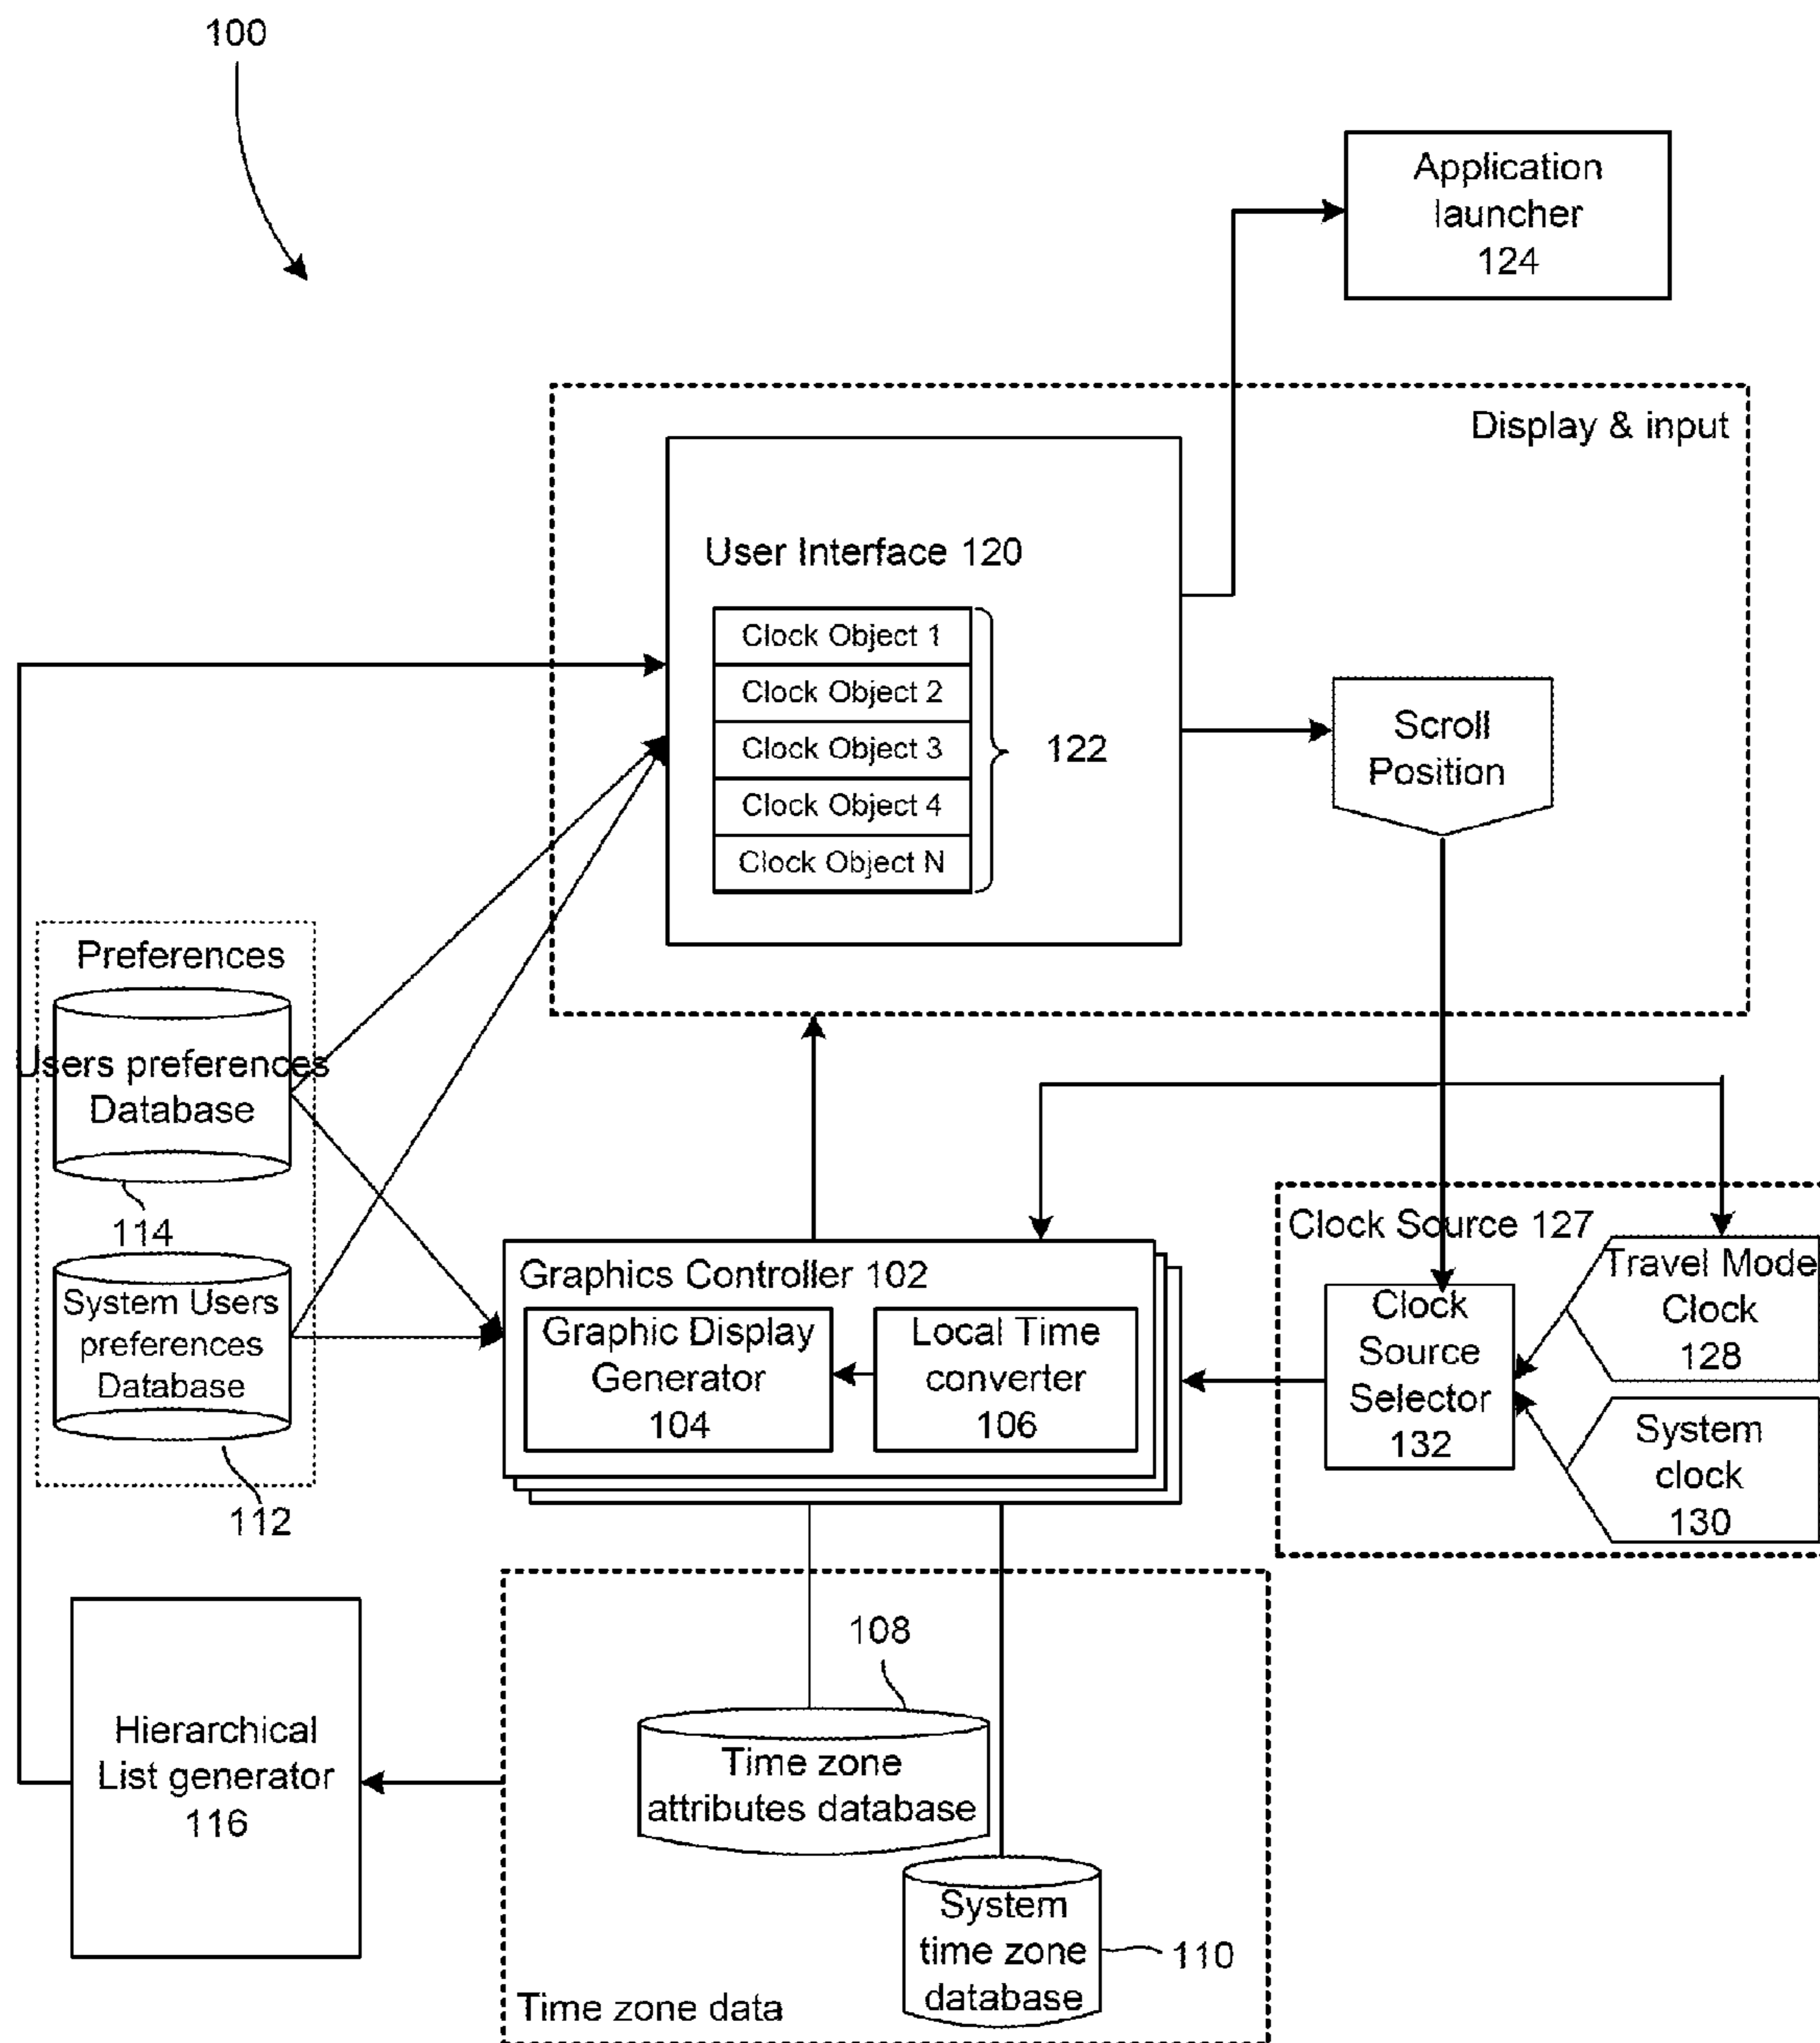 100
Application
launcher
124
Display & input
User Interface 120
Clock Object 1
Clock Object 2
Clock Object 3
Clock Object 4
Clock Object N
122
Scroll
Position
Preferences
Users preferences
Database
114
System Users
preferences
Database
112
Graphics Controller 102
Graphic Display
Generator
104
Local Time
converter
106
Clock Source 127
Clock
Source
Selector
132
Travel Mode
Clock
128
System
clock
130
Hierarchical
List generator
116
108
Time zone
attributes database
System
time zone
database
110
Time zone data